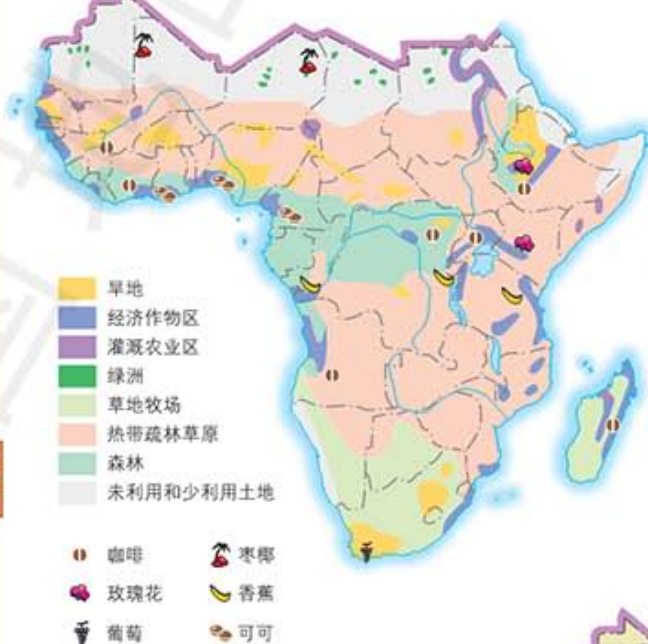 旱地
经济作物区
灌溉农业区
绿洲
草地牧场
热带疏林草原
森林
未利用和少利用土地
咖啡 枣椰
玫瑰花 香蕉
葡萄 可可